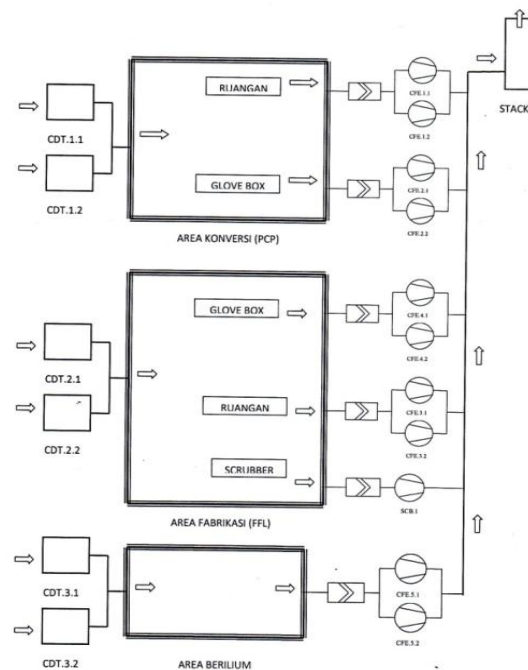 STACK
RUANGAN
CFE.1.1
CDT.1.1
CFE.1.2
GLOVE BOX
CFE.2.1
CDT.1.2
CFE.2.2
AREA KONVERSI (PCP)
GLOVE BOX
CFE.4.1
CDT.2.1
CFE.4.2
RUANGAN
CFE.3.1
CDT.2.2
CFE.3.2
SCRUBBER
SCB.1
AREA FABRIKASI (FFL)
CDT.3.1
CFE.5.1
CFE.5.2
CDT.3.2
AREA BERILIUM